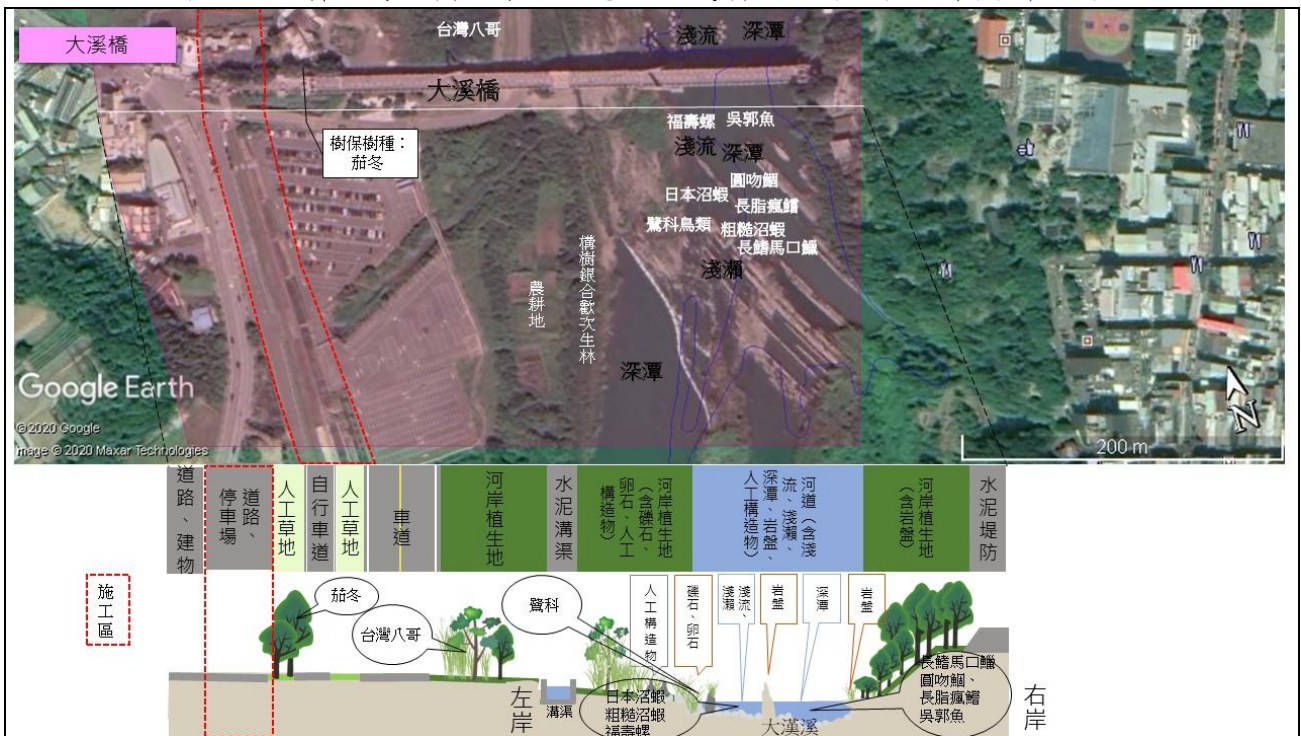 大溪橋
台灣八哥
淺流
深潭
大溪橋
樹保樹種：
茄冬
福壽螺
吳郭魚
淺流
深潭
圓吻鯝
日本沼蝦
長脂瘋鱨
鷺科鳥類
粗糙沼蝦
長鰭馬口鱲
淺瀨
構樹銀合歡次生林
農耕地
深潭
Google Earth
© 2020 Google
Image © 2020 Maxar Technologies
200 m
N
道路、建物
道路、
停車場
人工草地
自行車道
人工草地
車道
河岸植生地
水泥溝渠
河岸植生地
（含礫石、
卵石、人工
構造物）
河道（含淺
流、淺瀨、
深潭、岩盤、
人工構造物）
河岸植生地
（含岩盤）
水泥堤防
施工區
茄冬
台灣八哥
鷺科
人工構造物
礫石、卵石
淺流、
淺瀨
岩盤
深潭
岩盤
左岸
溝渠
日本沼蝦
粗糙沼蝦
福壽螺
大漢溪
長鰭馬口鱲
圓吻鯝、
長脂瘋鱨
吳郭魚
右岸